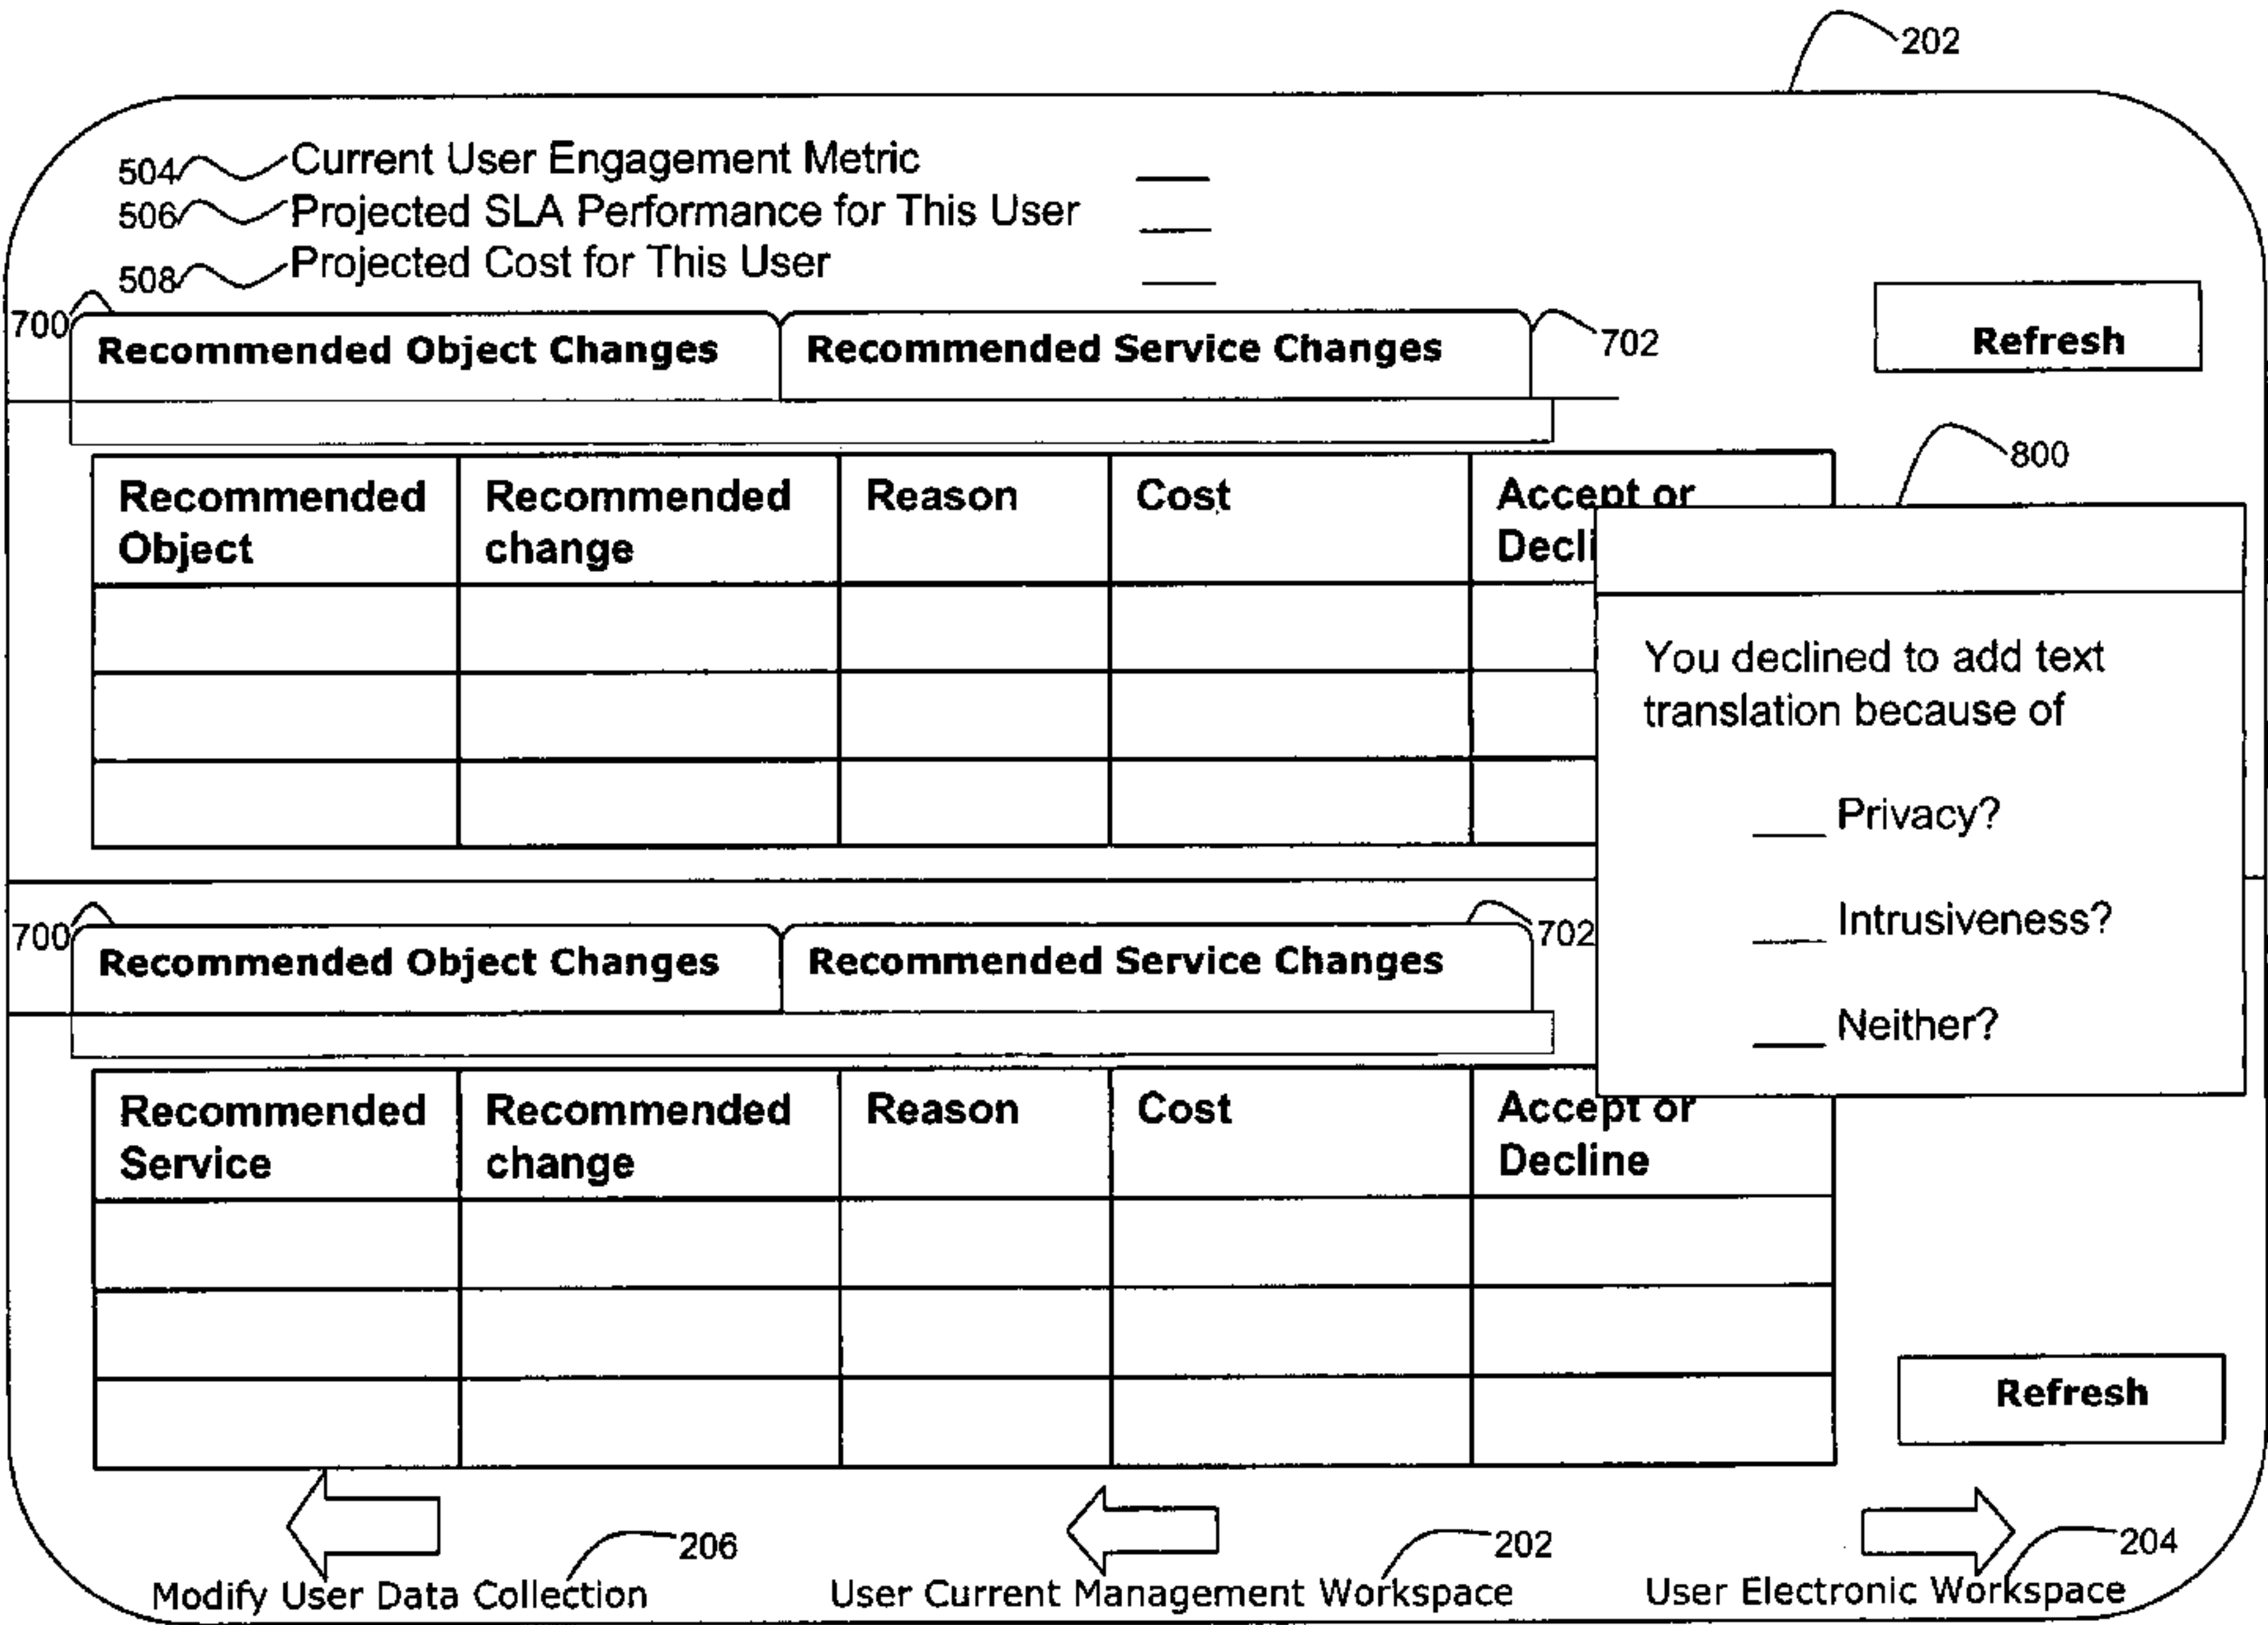 202
504 Current User Engagement Metric
506 Projected SLA Performance for This User
508 Projected Cost for This User
700 Recommended Object Changes Recommended Service Changes 702 Refresh
800
Recommended Object
Recommended change
Reason
Cost
Accept or
Decli
You declined to add text
translation because of
Privacy?
Intrusiveness?
Neither?
700 Recommended Object Changes Recommended Service Changes 702
Recommended Service
Recommended change
Reason
Cost
Accept or
Decline
Refresh
206 202 204
Modify User Data Collection User Current Management Workspace User Electronic Workspace